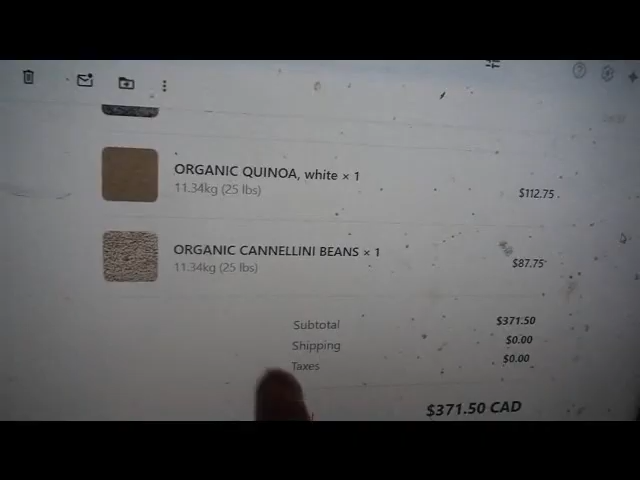 ORGANIC QUINOA, white × 1
11.34kg (25 lbs)
$112.75
ORGANIC CANNELLINI BEANS × 1
11.34kg (25 lbs)
$87.75
Subtotal $371.50
Shipping $0.00
Taxes $0.00
$371.50 CAD